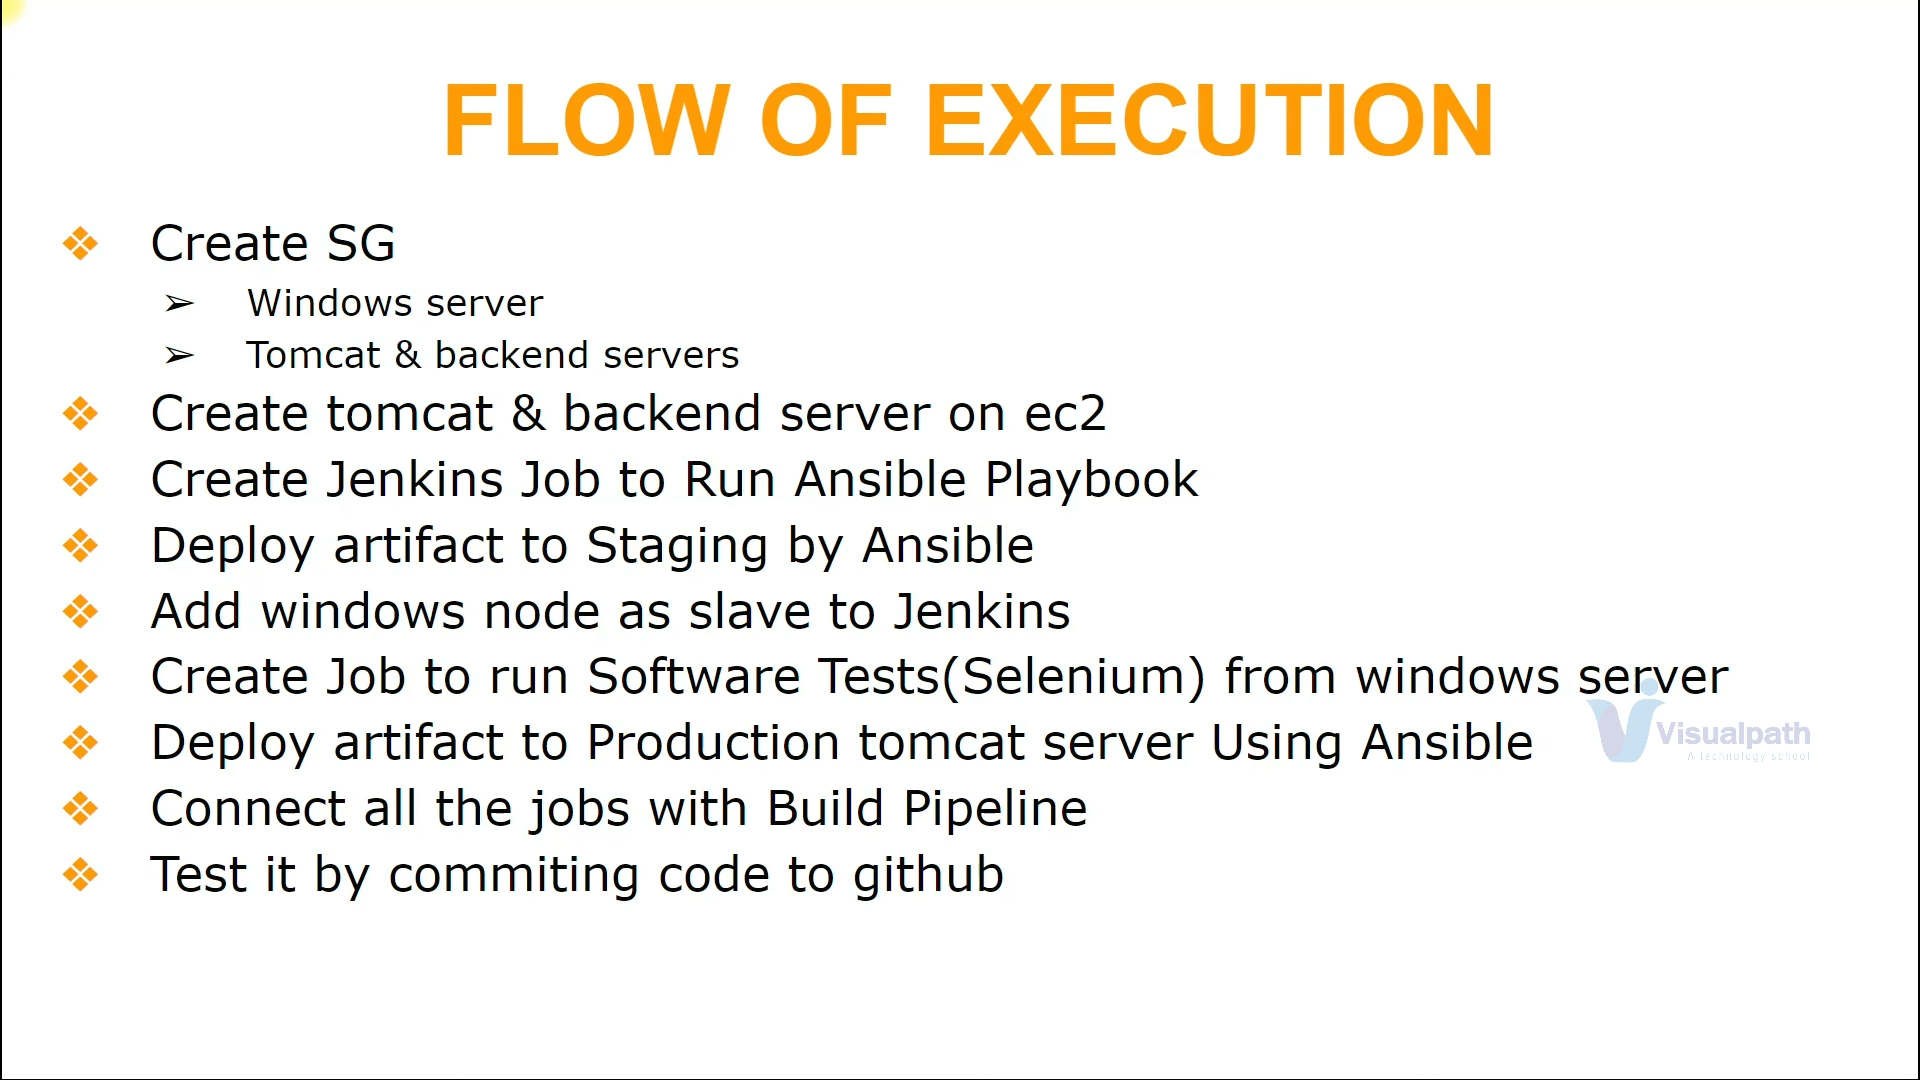 FLOW OF EXECUTION
❖ Create SG
➢ Windows server
➢ Tomcat & backend servers
❖ Create tomcat & backend server on ec2
❖ Create Jenkins Job to Run Ansible Playbook
❖ Deploy artifact to Staging by Ansible
❖ Add windows node as slave to Jenkins
❖ Create Job to run Software Tests(Selenium) from windows server
❖ Deploy artifact to Production tomcat server Using Ansible
Visualpath
A technology school
❖ Connect all the jobs with Build Pipeline
❖ Test it by commiting code to github